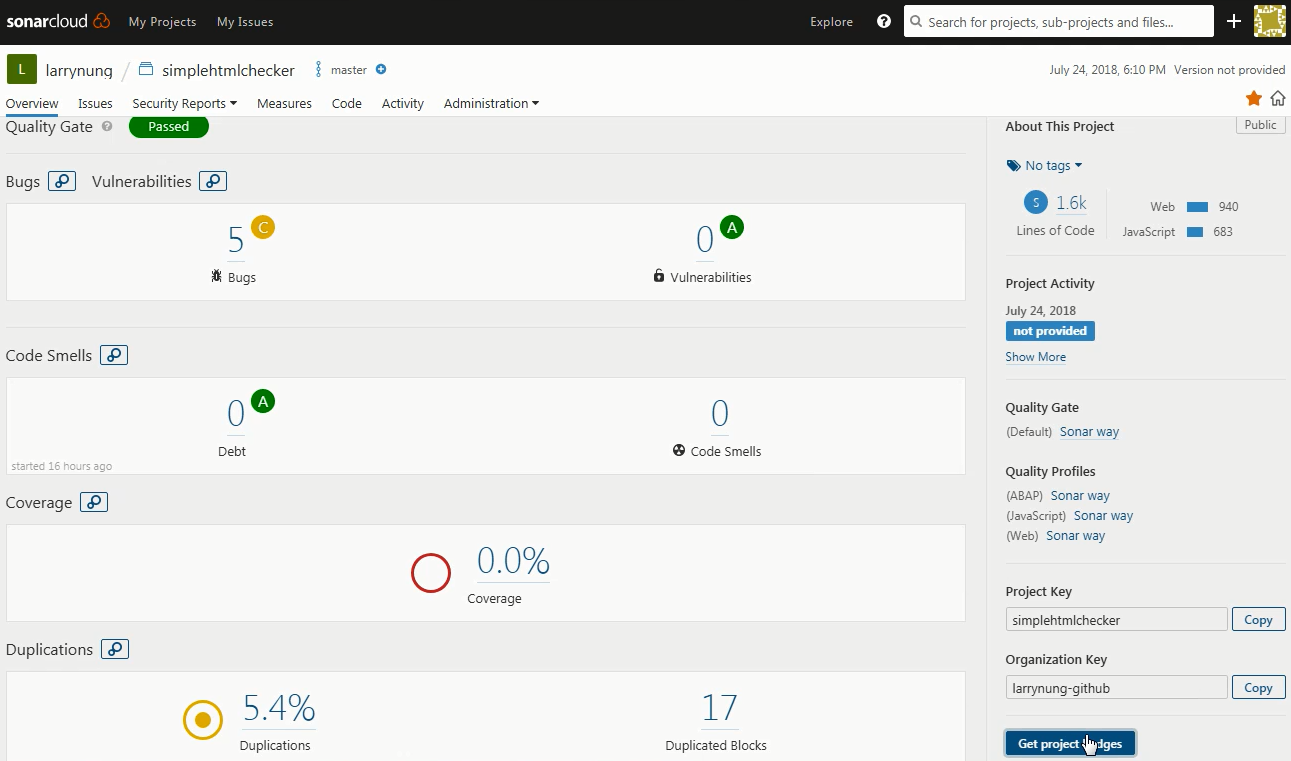 sonarcloud My Projects My Issues Explore Search for projects, sub-projects and files...
L larrynung / simplehtmlchecker master July 24, 2018, 6:10 PM Version not provided
Overview Issues Security Reports Measures Code Activity Administration
Quality Gate ? Passed
Bugs Vulnerabilities
5 C
Bugs
0 A
Vulnerabilities
Code Smells
0 A
Debt
0
Code Smells
started 16 hours ago
Coverage
0.0%
Coverage
Duplications
5.4%
Duplications
17
Duplicated Blocks
About This Project Public
No tags
S 1.6k
Lines of Code
Web 940
JavaScript 683
Project Activity
July 24, 2018
not provided
Show More
Quality Gate
(Default) Sonar way
Quality Profiles
(ABAP) Sonar way
(JavaScript) Sonar way
(Web) Sonar way
Project Key
simplehtmlchecker Copy
Organization Key
larrynung-github Copy
Get project